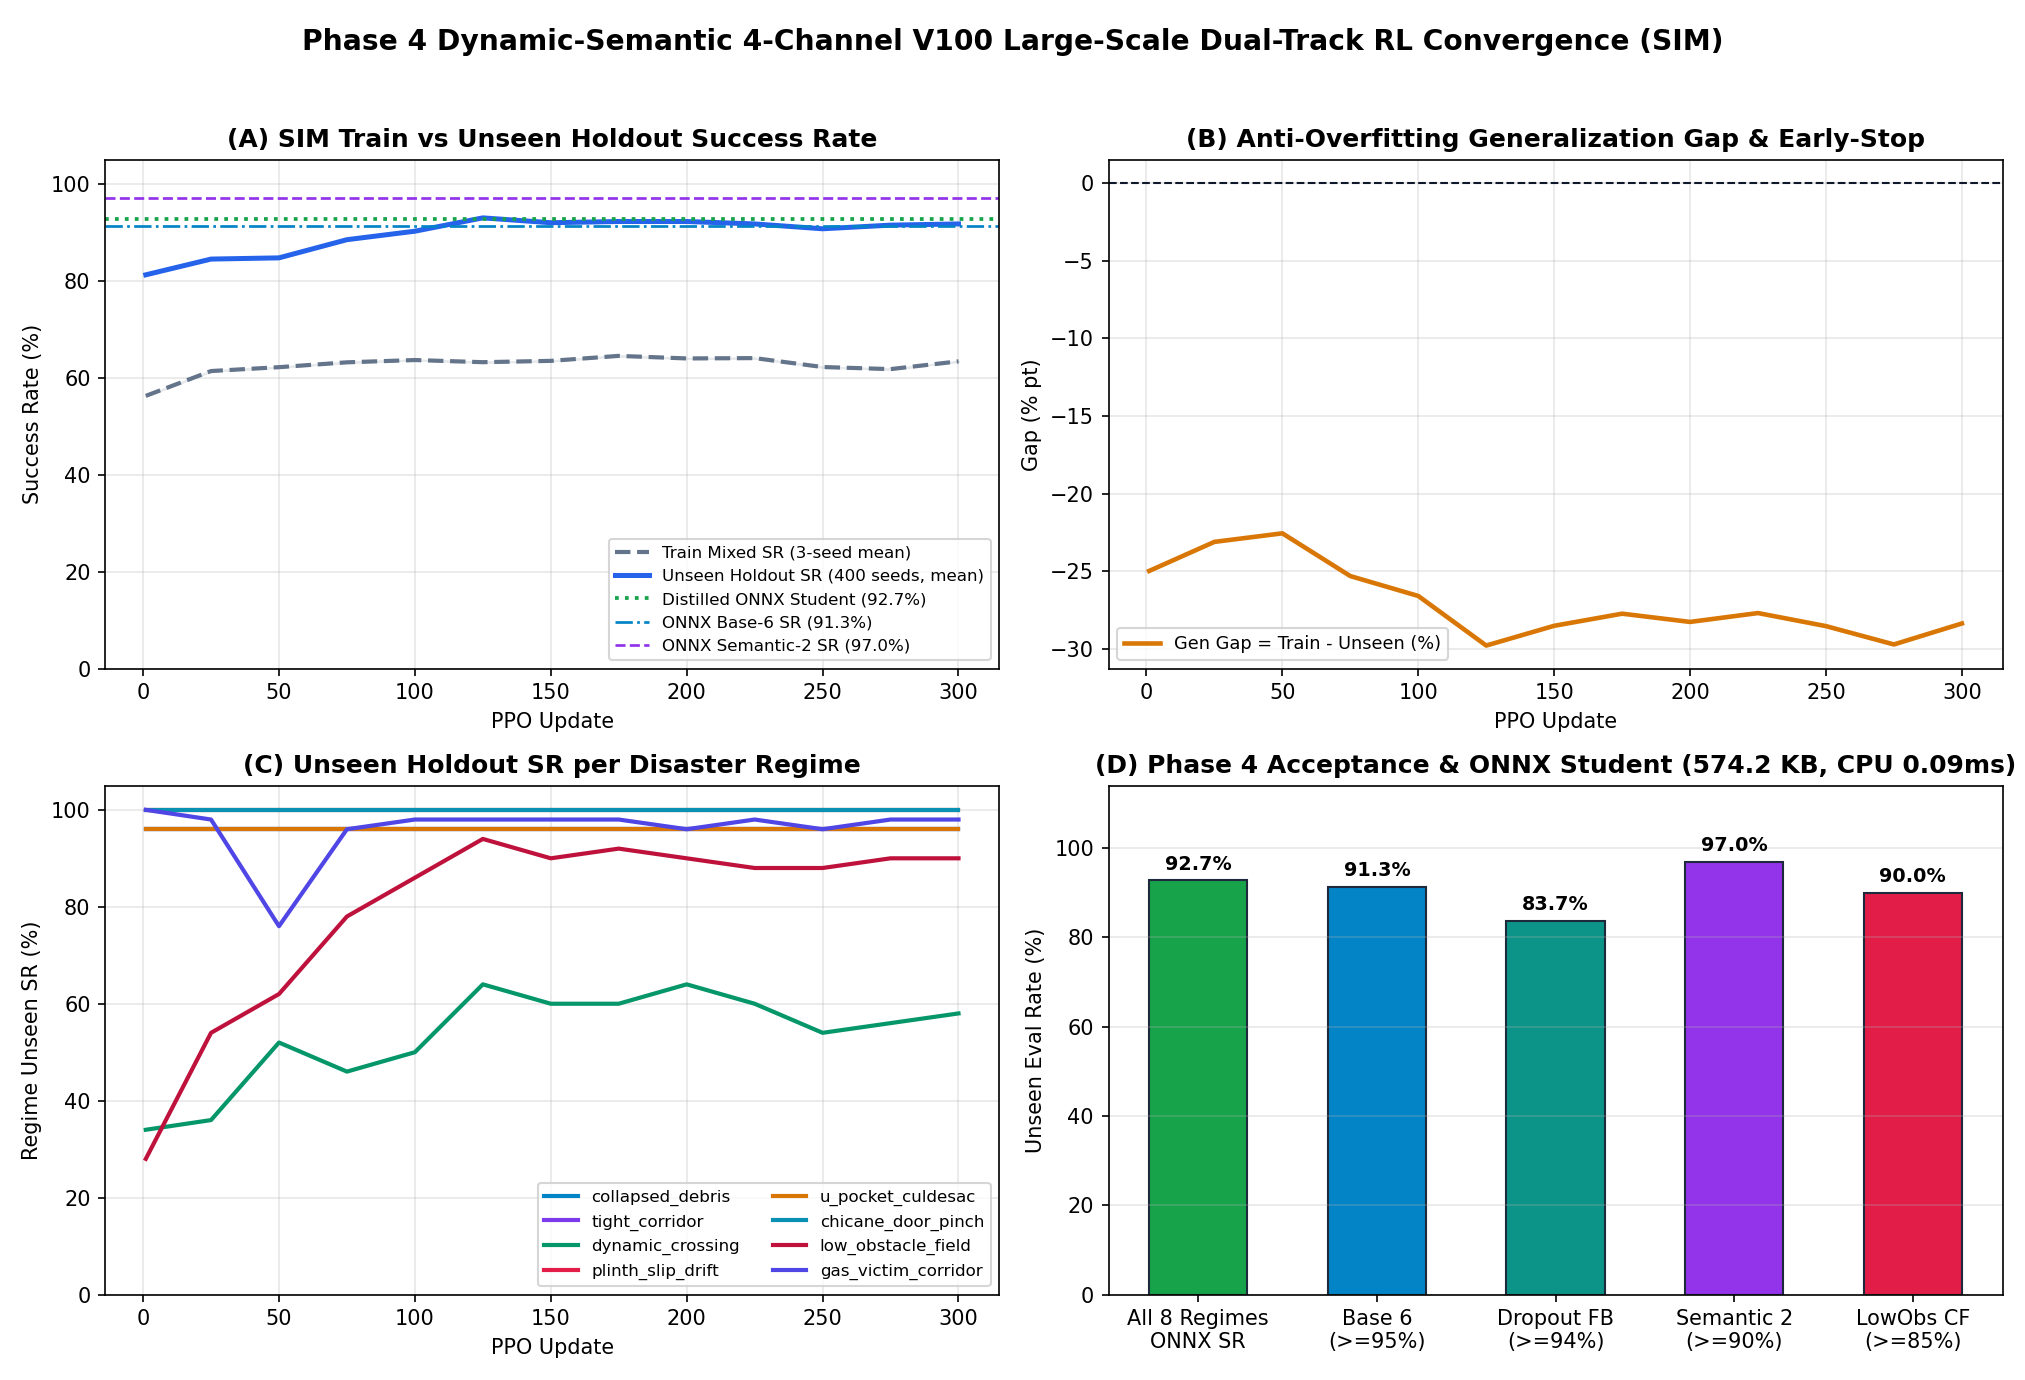 Phase 4 Dynamic-Semantic 4-Channel V100 Large-Scale Dual-Track RL Convergence (SIM)
(A) SIM Train vs Unseen Holdout Success Rate
Success Rate (%)
100
80
60
40
20
0
Train Mixed SR (3-seed mean)
Unseen Holdout SR (400 seeds, mean)
Distilled ONNX Student (92.7%)
ONNX Base-6 SR (91.3%)
ONNX Semantic-2 SR (97.0%)
0 50 100 150 200 250 300
PPO Update
(B) Anti-Overfitting Generalization Gap & Early-Stop
Gap (% pt)
0
−5
−10
−15
−20
−25
−30
Gen Gap = Train - Unseen (%)
0 50 100 150 200 250 300
PPO Update
(C) Unseen Holdout SR per Disaster Regime
Regime Unseen SR (%)
100
80
60
40
20
0
collapsed_debris
tight_corridor
dynamic_crossing
plinth_slip_drift
u_pocket_culdesac
chicane_door_pinch
low_obstacle_field
gas_victim_corridor
0 50 100 150 200 250 300
PPO Update
(D) Phase 4 Acceptance & ONNX Student (574.2 KB, CPU 0.09ms)
Unseen Eval Rate (%)
100
80
60
40
20
0
92.7%
91.3%
83.7%
97.0%
90.0%
All 8 Regimes
ONNX SR
Base 6
(>=95%)
Dropout FB
(>=94%)
Semantic 2
(>=90%)
LowObs CF
(>=85%)